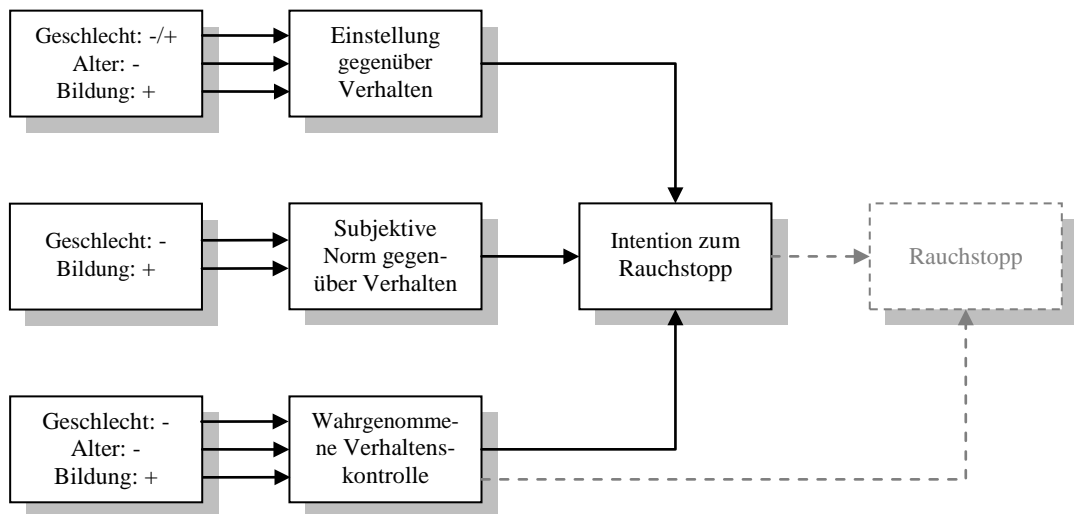 Geschlecht: -/+
Alter: -
Bildung: +
Einstellung
gegenüber
Verhalten
Geschlecht: -
Bildung: +
Subjektive
Norm gegen-
über Verhalten
Intention zum
Rauchstopp
Rauchstopp
Geschlecht: -
Alter: -
Bildung: +
Wahrgenomme-
ne Verhaltens-
kontrolle